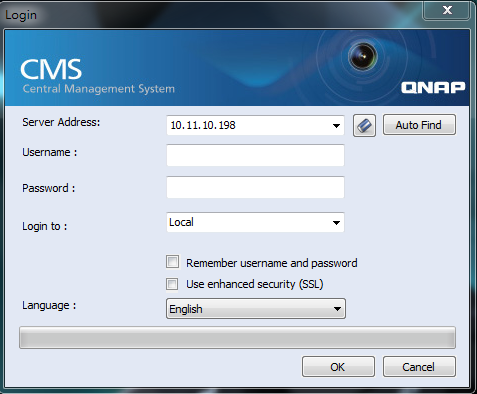 Login
X
CMS
Central Management System
QNAP
Server Address: 10.11.10.198 Auto Find
Username :
Password :
Login to : Local
Remember username and password
Use enhanced security (SSL)
Language : English
OK Cancel